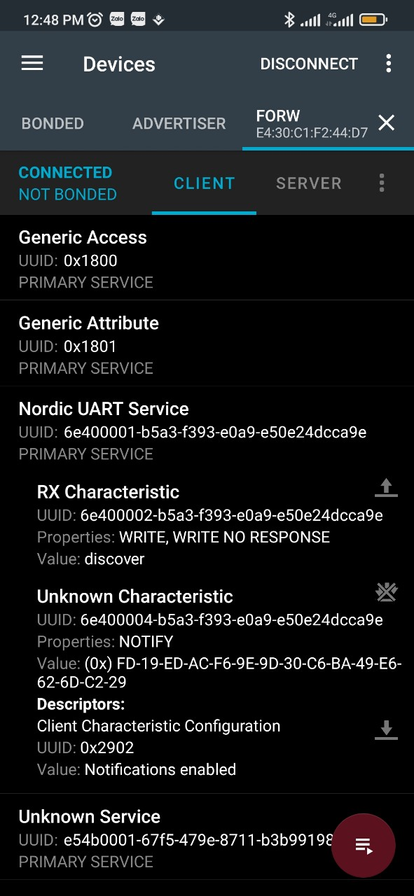 12:48 PM
Zalo
Zalo
4G
Devices
DISCONNECT
BONDED
ADVERTISER
FORW
E4:30:C1:F2:44:D7
CONNECTED
NOT BONDED
CLIENT
SERVER
Generic Access
UUID: 0x1800
PRIMARY SERVICE
Generic Attribute
UUID: 0x1801
PRIMARY SERVICE
Nordic UART Service
UUID: 6e400001-b5a3-f393-e0a9-e50e24dcca9e
PRIMARY SERVICE
RX Characteristic
UUID: 6e400002-b5a3-f393-e0a9-e50e24dcca9e
Properties: WRITE, WRITE NO RESPONSE
Value: discover
Unknown Characteristic
UUID: 6e400004-b5a3-f393-e0a9-e50e24dcca9e
Properties: NOTIFY
Value: (0x) FD-19-ED-AC-F6-9E-9D-30-C6-BA-49-E6-
62-6D-C2-29
Descriptors:
Client Characteristic Configuration
UUID: 0x2902
Value: Notifications enabled
Unknown Service
UUID: e54b0001-67f5-479e-8711-b3b99198
PRIMARY SERVICE